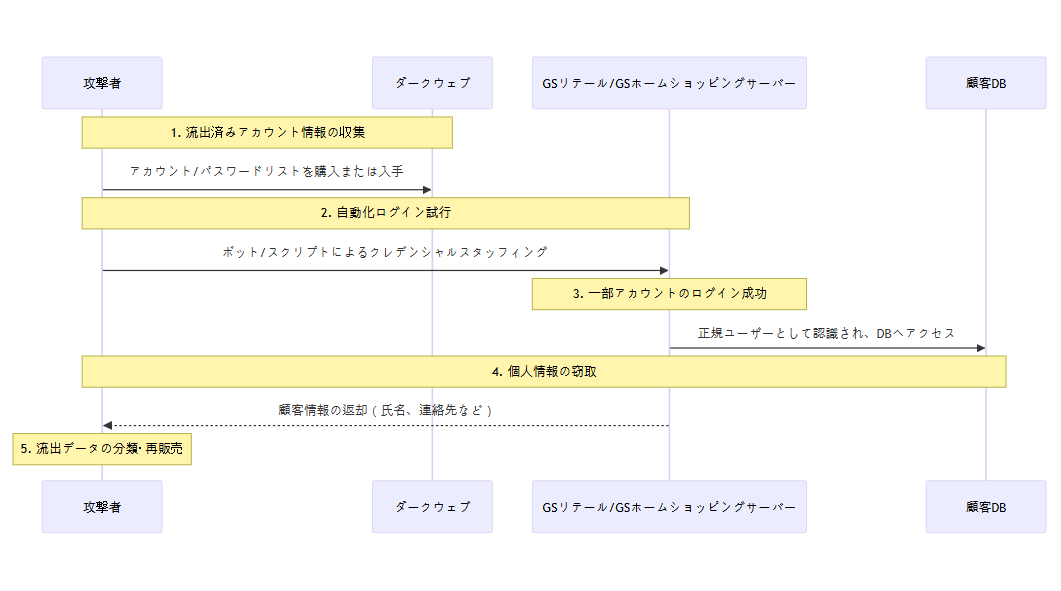 攻撃者
ダークウェブ
GSリテール/GSホームショッピングサーバー
顧客DB
1. 流出済みアカウント情報の収集
アカウント/パスワードリストを購入または入手
2. 自動化ログイン試行
ボット/スクリプトによるクレデンシャルスタッフィング
3. 一部アカウントのログイン成功
正規ユーザーとして認識され、DBへアクセス
4. 個人情報の窃取
顧客情報の返却（氏名、連絡先など）
5. 流出データの分類・再販売
攻撃者
ダークウェブ
GSリテール/GSホームショッピングサーバー
顧客DB